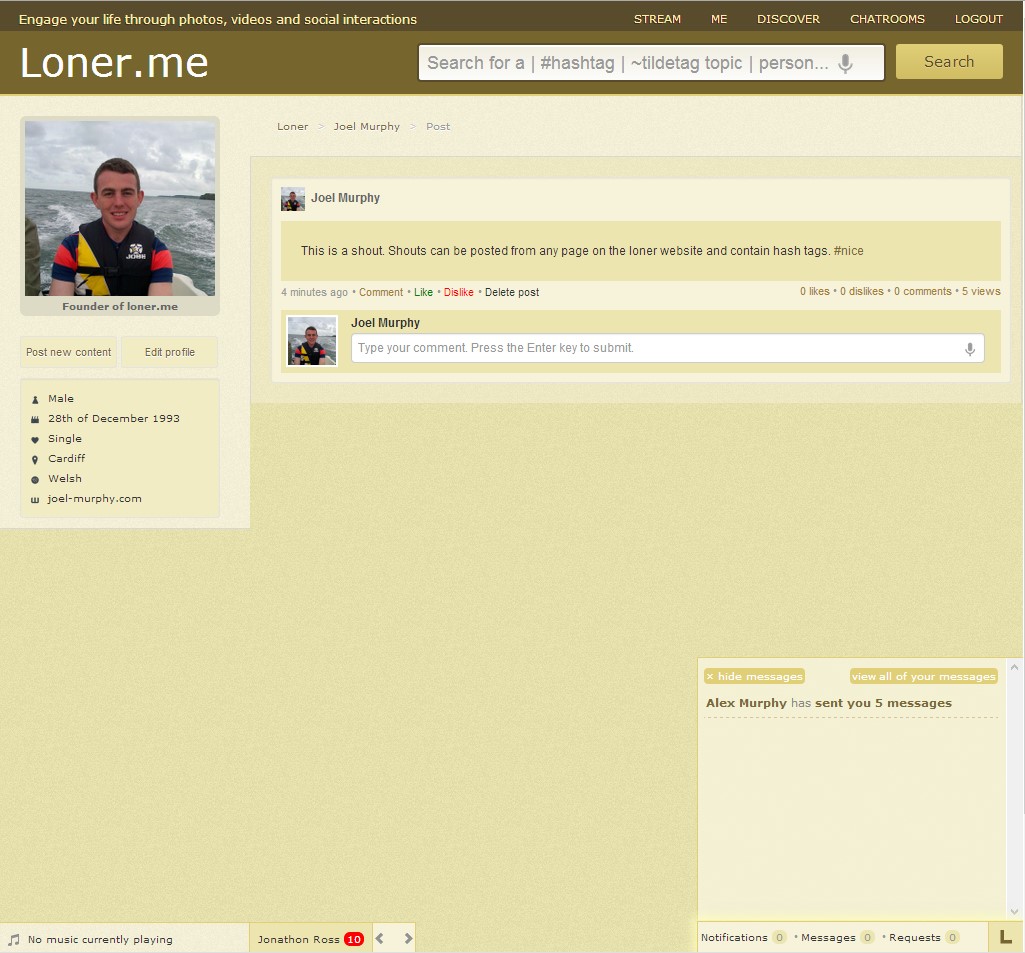 Engage your life through photos, videos and social interactions
STREAM ME DISCOVER CHATROOMS LOGOUT
Loner.me
Search for a | #hashtag | ~tildetag topic | person...
Search
Loner > Joel Murphy > Post
JOBE
Founder of loner.me
Post new content
Edit profile
Male
28th of December 1993
Single
Cardiff
Welsh
joel-murphy.com
Joel Murphy
This is a shout. Shouts can be posted from any page on the loner website and contain hash tags. #nice
4 minutes ago • Comment • Like • Dislike • Delete post
0 likes • 0 dislikes • 0 comments • 5 views
Joel Murphy
Type your comment. Press the Enter key to submit.
× hide messages
view all of your messages
Alex Murphy has sent you 5 messages
No music currently playing
Jonathon Ross 10
Notifications 0 • Messages 0 • Requests 0
L